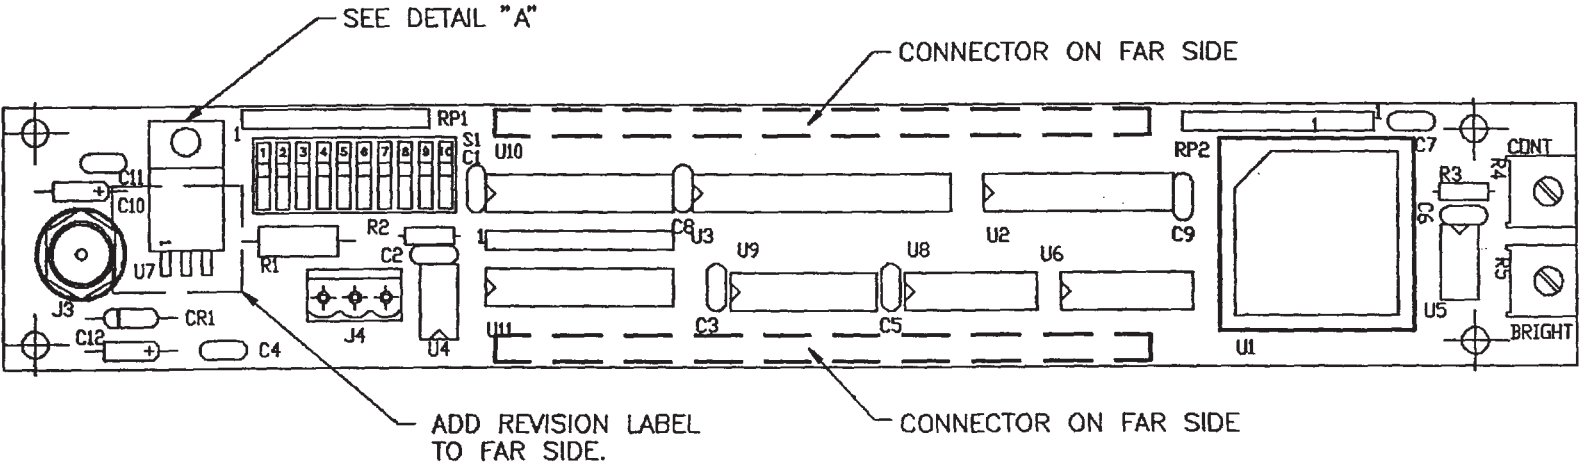 SEE DETAIL "A"
CONNECTOR ON FAR SIDE
1
RP1
S1
C1
U10
1 2 3 4 5 6 7 8 9 10
RP2
1
1
C7
CONT
R4
R3
C11
C10
C6
1
U7
R1
R2
C2
1
C8
U3
U9
U8
U2
U6
C9
J3
CR1
C12
C4
J4
U4
U11
C3
C5
U1
U5
R5
BRIGHT
ADD REVISION LABEL
TO FAR SIDE.
CONNECTOR ON FAR SIDE